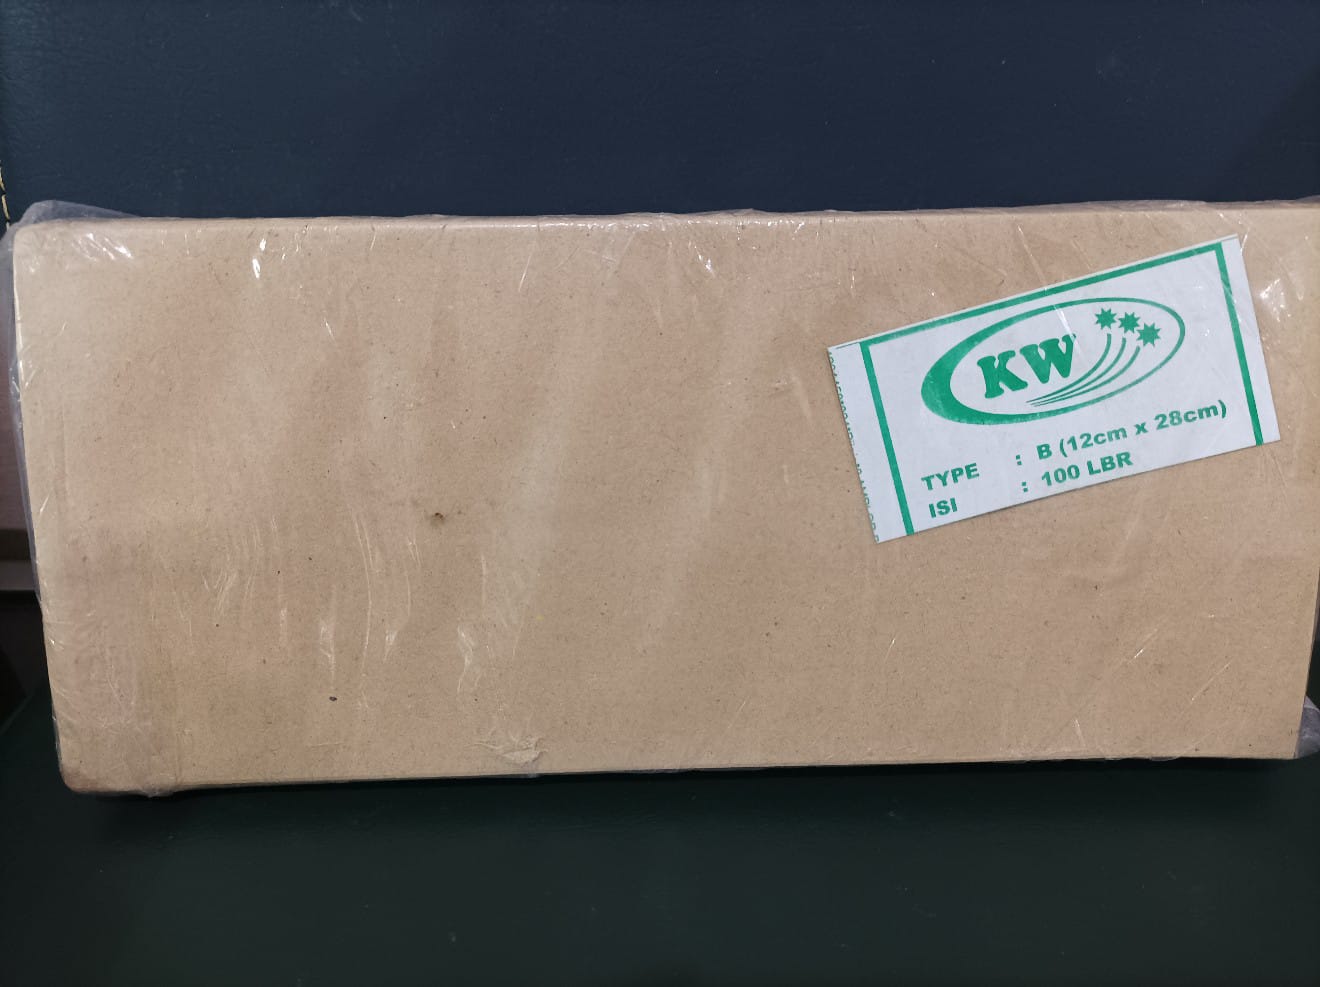 KW
TYPE : B (12cm x 28cm)
ISI : 100 LBR